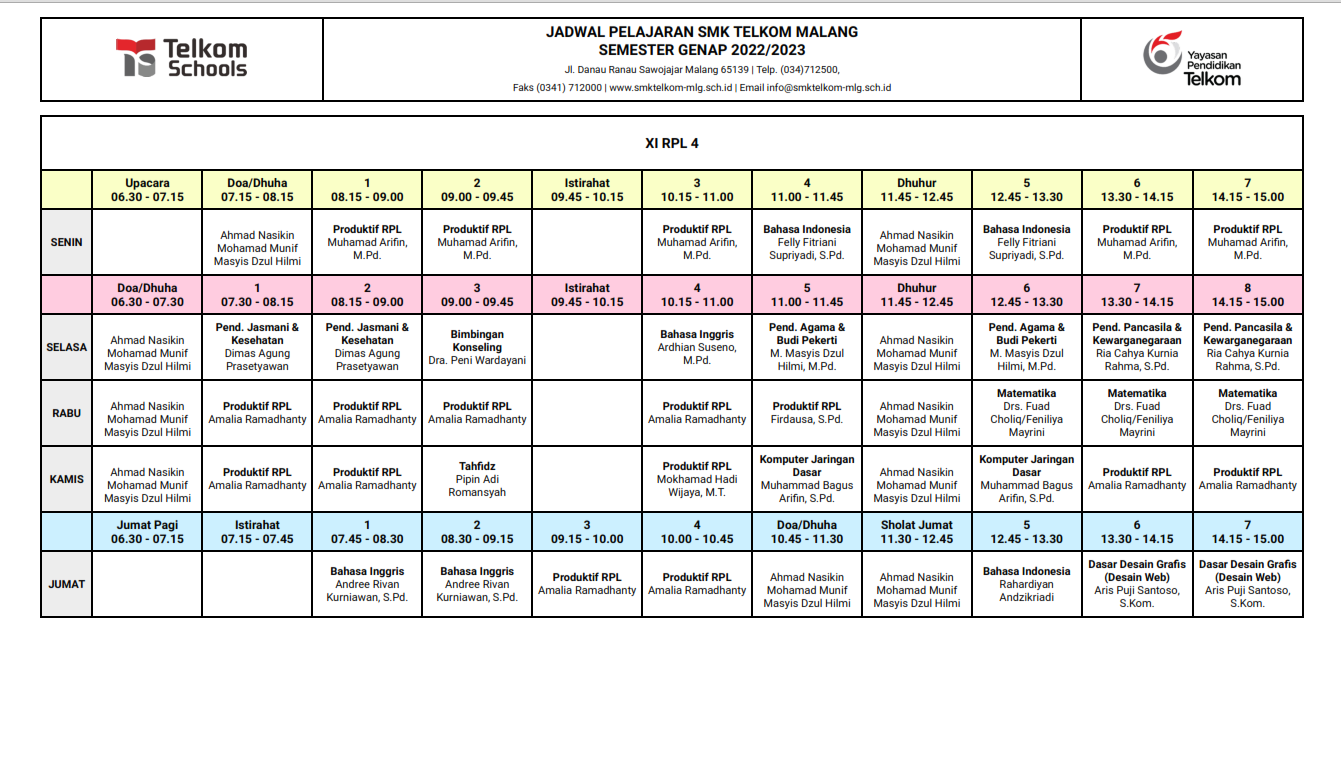 Telkom
Schools
JADWAL PELAJARAN SMK TELKOM MALANG
SEMESTER GENAP 2022/2023
Jl. Danau Ranau Sawojajar Malang 65139 | Telp. (034)712500,
Faks (0341) 712000 | www.smktelkom-mlg.sch.id | Email info@smktelkom-mlg.sch.id
Yayasan
Pendidikan
Telkom
XI RPL 4
Upacara
06.30 - 07.15
Doa/Dhuha
07.15 - 08.15
1
08.15 - 09.00
2
09.00 - 09.45
Istirahat
09.45 - 10.15
3
10.15 - 11.00
4
11.00 - 11.45
Dhuhur
11.45 - 12.45
5
12.45 - 13.30
6
13.30 - 14.15
7
14.15 - 15.00
SENIN
Ahmad Nasikin
Mohamad Munif
Masyis Dzul Hilmi
Produktif RPL
Muhamad Arifin,
M.Pd.
Produktif RPL
Muhamad Arifin,
M.Pd.
Produktif RPL
Muhamad Arifin,
M.Pd.
Bahasa Indonesia
Felly Fitriani
Supriyadi, S.Pd.
Ahmad Nasikin
Mohamad Munif
Masyis Dzul Hilmi
Bahasa Indonesia
Felly Fitriani
Supriyadi, S.Pd.
Produktif RPL
Muhamad Arifin,
M.Pd.
Produktif RPL
Muhamad Arifin,
M.Pd.
Doa/Dhuha
06.30 - 07.30
1
07.30 - 08.15
2
08.15 - 09.00
3
09.00 - 09.45
Istirahat
09.45 - 10.15
4
10.15 - 11.00
5
11.00 - 11.45
Dhuhur
11.45 - 12.45
6
12.45 - 13.30
7
13.30 - 14.15
8
14.15 - 15.00
SELASA
Ahmad Nasikin
Mohamad Munif
Masyis Dzul Hilmi
Pend. Jasmani &
Kesehatan
Dimas Agung
Prasetyawan
Pend. Jasmani &
Kesehatan
Dimas Agung
Prasetyawan
Bimbingan
Konseling
Dra. Peni Wardayani
Bahasa Inggris
Ardhian Suseno,
M.Pd.
Pend. Agama &
Budi Pekerti
M. Masyis Dzul
Hilmi, M.Pd.
Ahmad Nasikin
Mohamad Munif
Masyis Dzul Hilmi
Pend. Agama &
Budi Pekerti
M. Masyis Dzul
Hilmi, M.Pd.
Pend. Pancasila &
Kewarganegaraan
Ria Cahya Kurnia
Rahma, S.Pd.
Pend. Pancasila &
Kewarganegaraan
Ria Cahya Kurnia
Rahma, S.Pd.
RABU
Ahmad Nasikin
Mohamad Munif
Masyis Dzul Hilmi
Produktif RPL
Amalia Ramadhanty
Produktif RPL
Amalia Ramadhanty
Produktif RPL
Amalia Ramadhanty
Produktif RPL
Amalia Ramadhanty
Produktif RPL
Firdausa, S.Pd.
Ahmad Nasikin
Mohamad Munif
Masyis Dzul Hilmi
Matematika
Drs. Fuad
Choliq/Feniliya
Mayrini
Matematika
Drs. Fuad
Choliq/Feniliya
Mayrini
Matematika
Drs. Fuad
Choliq/Feniliya
Mayrini
KAMIS
Ahmad Nasikin
Mohamad Munif
Masyis Dzul Hilmi
Produktif RPL
Amalia Ramadhanty
Produktif RPL
Amalia Ramadhanty
Tahfidz
Pipin Adi
Romansyah
Produktif RPL
Mokhamad Hadi
Wijaya, M.T.
Komputer Jaringan
Dasar
Muhammad Bagus
Arifin, S.Pd.
Ahmad Nasikin
Mohamad Munif
Masyis Dzul Hilmi
Komputer Jaringan
Dasar
Muhammad Bagus
Arifin, S.Pd.
Produktif RPL
Amalia Ramadhanty
Produktif RPL
Amalia Ramadhanty
Jumat Pagi
06.30 - 07.15
Istirahat
07.15 - 07.45
1
07.45 - 08.30
2
08.30 - 09.15
3
09.15 - 10.00
4
10.00 - 10.45
Doa/Dhuha
10.45 - 11.30
Sholat Jumat
11.30 - 12.45
5
12.45 - 13.30
6
13.30 - 14.15
7
14.15 - 15.00
JUMAT
Bahasa Inggris
Andree Rivan
Kurniawan, S.Pd.
Bahasa Inggris
Andree Rivan
Kurniawan, S.Pd.
Produktif RPL
Amalia Ramadhanty
Produktif RPL
Amalia Ramadhanty
Ahmad Nasikin
Mohamad Munif
Masyis Dzul Hilmi
Ahmad Nasikin
Mohamad Munif
Masyis Dzul Hilmi
Bahasa Indonesia
Rahardiyan
Andzikriadi
Dasar Desain Grafis
(Desain Web)
Aris Puji Santoso,
S.Kom.
Dasar Desain Grafis
(Desain Web)
Aris Puji Santoso,
S.Kom.